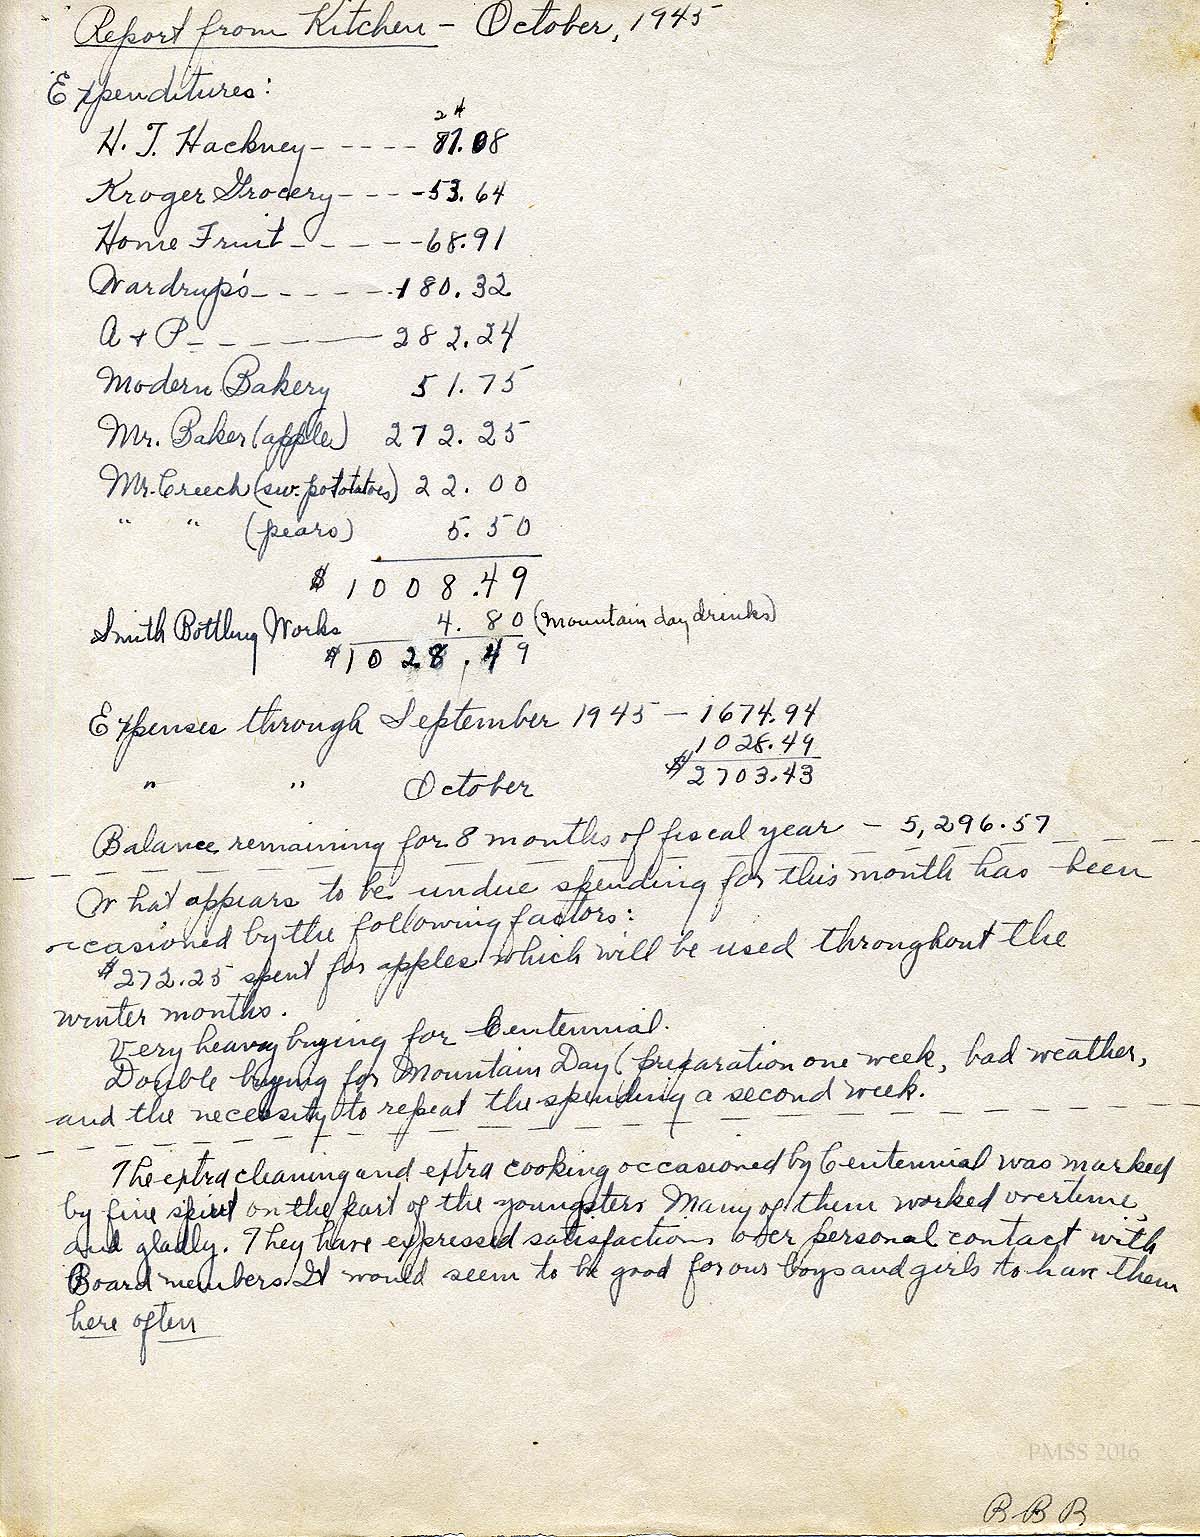 Report from Kitchen - October, 1945
Expenditures:
H. T. Hackney - - - - - 87.08
Kroger Grocery - - - - 53.64
Home Fruit - - - - - - 68.91
Wardrup's - - - - - - 180.32
A + P - - - - - 282.24
Modern Bakery 51.75
Mr. Baker (apples) 272.25
Mr. Creech (sw. potatoes) 22.00
" " (pears) 5.50
$ 1008.49
Smith Bottling Works 4.80 (Mountain day drinks)
$ 1028.49
Expenses through September 1945 - 1674.94
1028.49
" " October $ 2703.43
Balance remaining for 8 months of fiscal year - 5,296.57
What appears to be undue spending for this month has been
occasioned by the following factors:
$272.25 spent for apples which will be used throughout the
winter months.
Very heavy buying for Centennial.
Double buying for Mountain Day (preparation one week, bad weather,
and the necessity to repeat the spending a second week.
The extra cleaning and extra cooking occasioned by Centennial was marked
by fine spirit on the part of the youngsters Many of them worked overtime,
and gladly. They have expressed satisfaction over personal contact with
Board members. It would seem to be good for our boys and girls to have them
here often
PMSS 2016
BBR